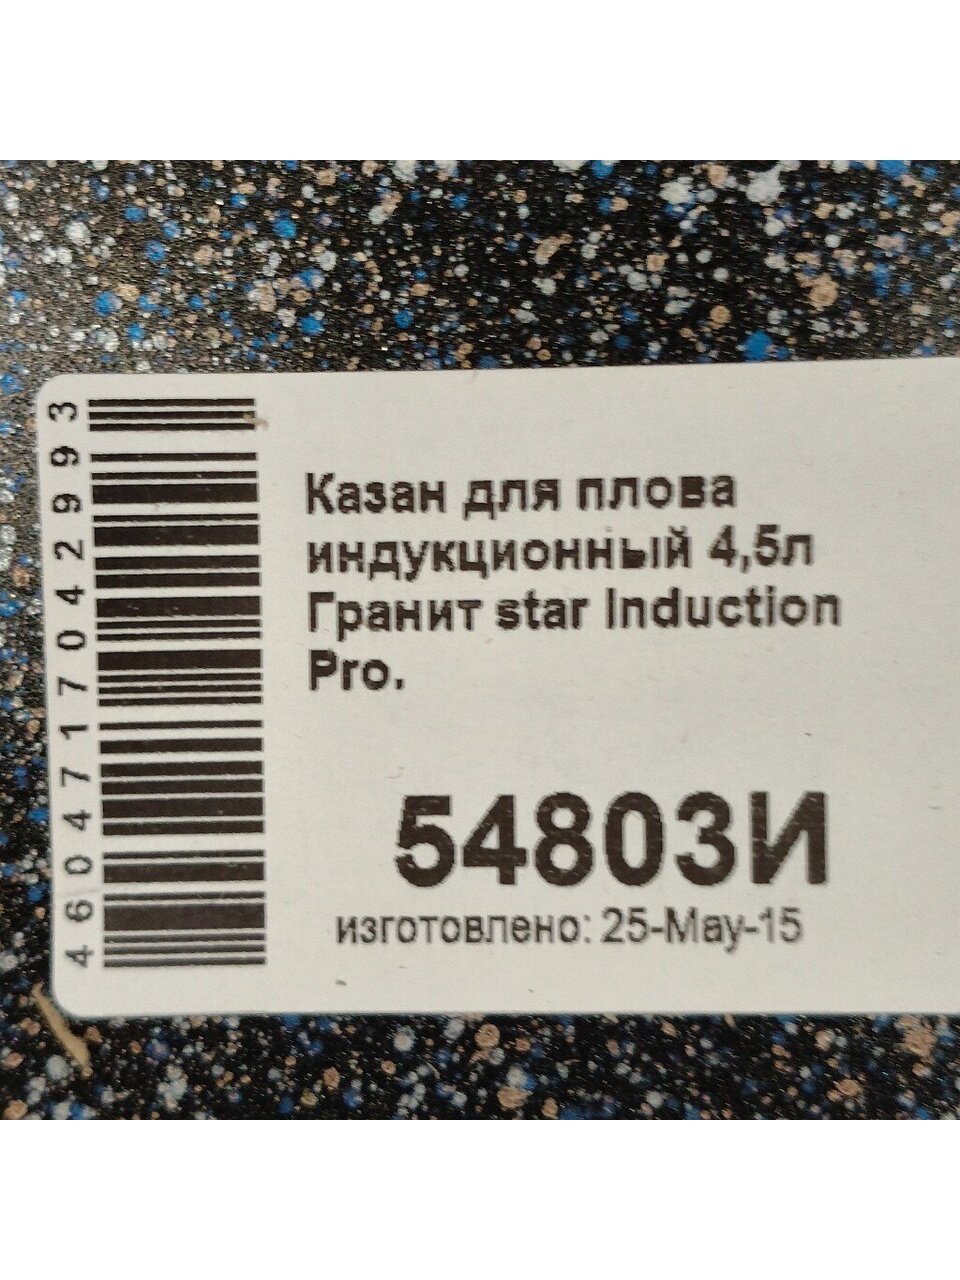 Казан для плова
индукционный 4,5л
Гранит star Induction
Pro.
54803И
изготовлено: 25-May-15
4604717042993